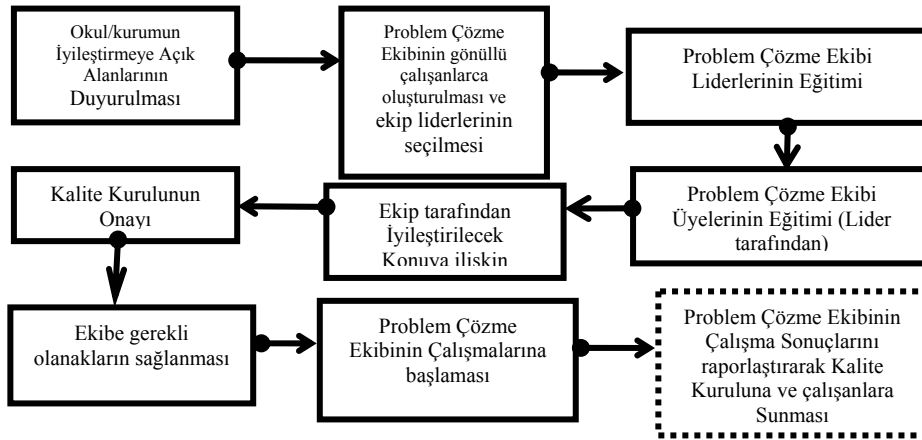 Okul/kurumun
İyileştirmeye Açık
Alanlarının
Duyurulması
Problem Çözme
Ekibinin gönüllü
çalışanlarca
oluşturulması ve
ekip liderlerinin
seçilmesi
Problem Çözme Ekibi
Liderlerinin Eğitimi
Problem Çözme Ekibi
Üyelerinin Eğitimi (Lider
tarafından)
Ekip tarafından
İyileştirilecek
Konuya ilişkin
Kalite Kurulunun
Onayı
Ekibe gerekli
olanakların sağlanması
Problem Çözme
Ekibinin Çalışmalarına
başlaması
Problem Çözme Ekibinin
Çalışma Sonuçlarını
raporlaştırarak Kalite
Kuruluna ve çalışanlara
Sunması